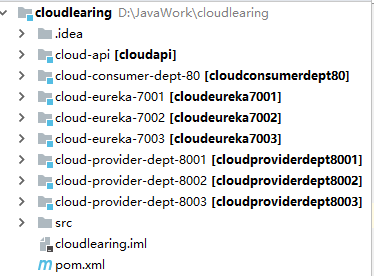 cloudlearing D:\JavaWork\cloudlearing
.idea
cloud-api [cloudapi]
cloud-consumer-dept-80 [cloudconsumerdept80]
cloud-eureka-7001 [cloudeureka7001]
cloud-eureka-7002 [cloudeureka7002]
cloud-eureka-7003 [cloudeureka7003]
cloud-provider-dept-8001 [cloudproviderdept8001]
cloud-provider-dept-8002 [cloudproviderdept8002]
cloud-provider-dept-8003 [cloudproviderdept8003]
src
cloudlearing.iml
pom.xml